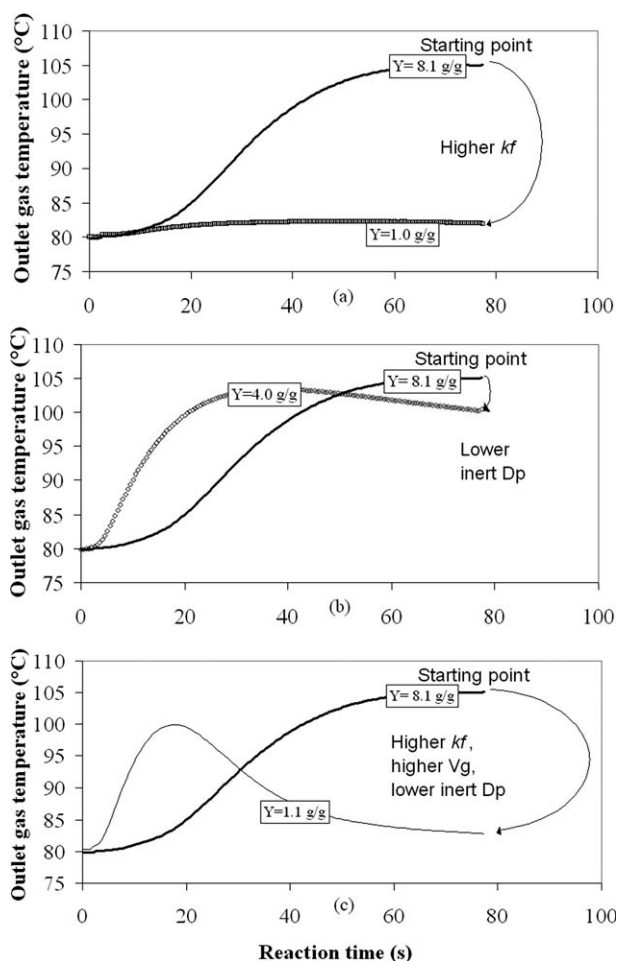 110
Starting point
105
Y= 8.1 g/g
100
95
Higher kf
90
85
80
Y=1.0 g/g
75
(a)
0 20 40 60 80 100
Outlet gas temperature (°C)
110
Starting point
105
Y= 8.1 g/g
Y=4.0 g/g
100
95
Lower
inert Dp
90
85
80
75
(b)
0 20 40 60 80 100
Outlet gas temperature (°C)
110
Starting point
105
Y= 8.1 g/g
100
95
Higher kf ,
higher Vg,
lower inert Dp
90
Y=1.1 g/g
85
80
75
(c)
0 20 40 60 80 100
Outlet gas temperature (°C)
Reaction time (s)